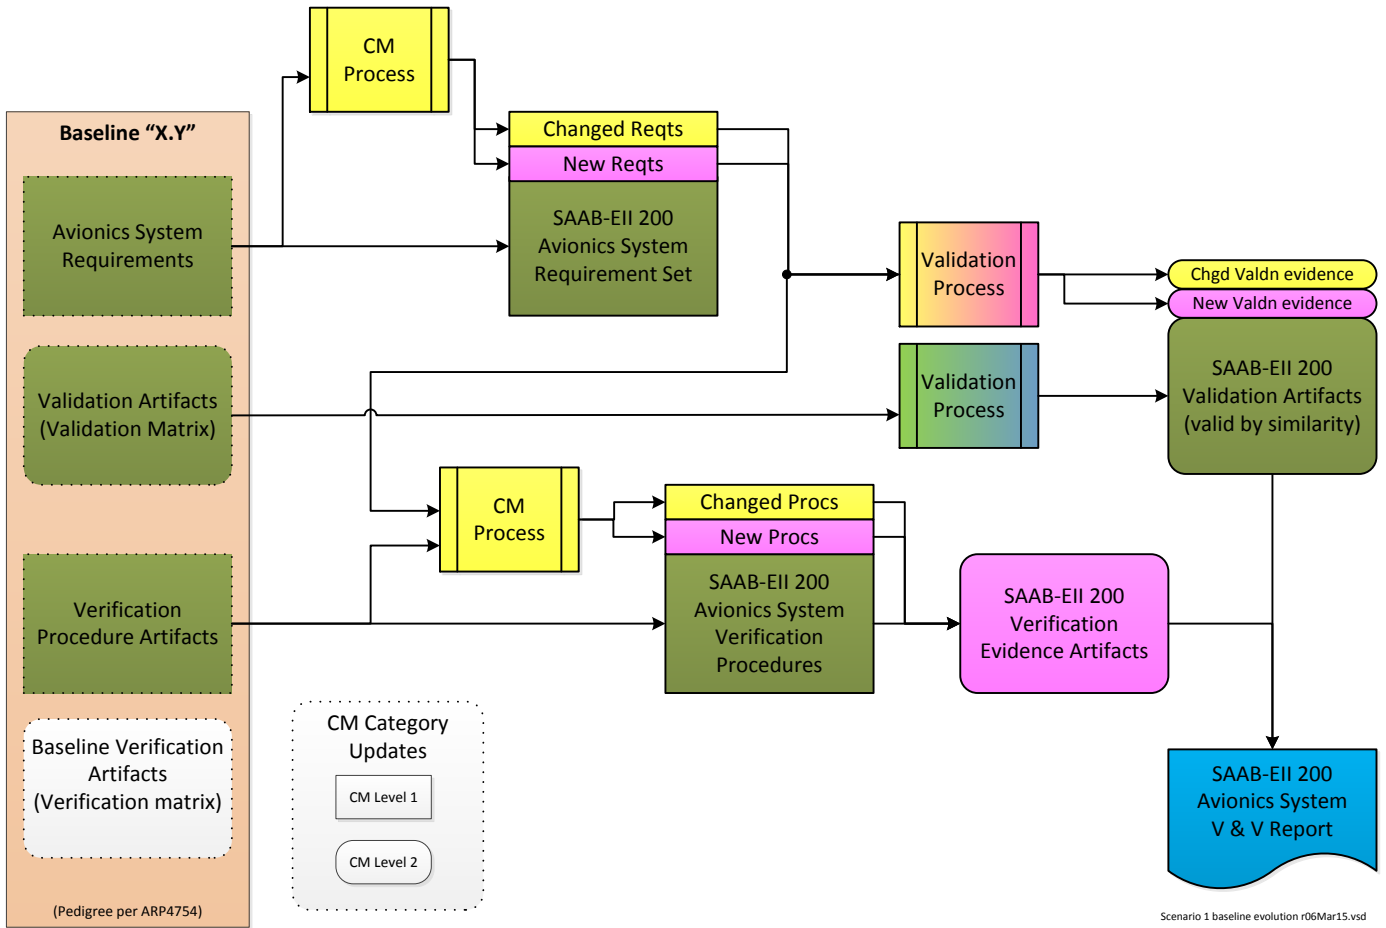 CM
Process
Baseline “X.Y”
Changed Reqts
New Reqts
Avionics System
Requirements
SAAB-EII 200
Avionics System
Requirement Set
Validation
Process
Chgd Valdn evidence
New Valdn evidence
Validation Artifacts
(Validation Matrix)
Validation
Process
SAAB-EII 200
Validation Artifacts
(valid by similarity)
CM
Process
Changed Procs
New Procs
Verification
Procedure Artifacts
SAAB-EII 200
Avionics System
Verification
Procedures
SAAB-EII 200
Verification
Evidence Artifacts
Baseline Verification
Artifacts
(Verification matrix)
CM Category
Updates
CM Level 1
CM Level 2
SAAB-EII 200
Avionics System
V & V Report
(Pedigree per ARP4754)
Scenario 1 baseline evolution r06Mar15.vsd